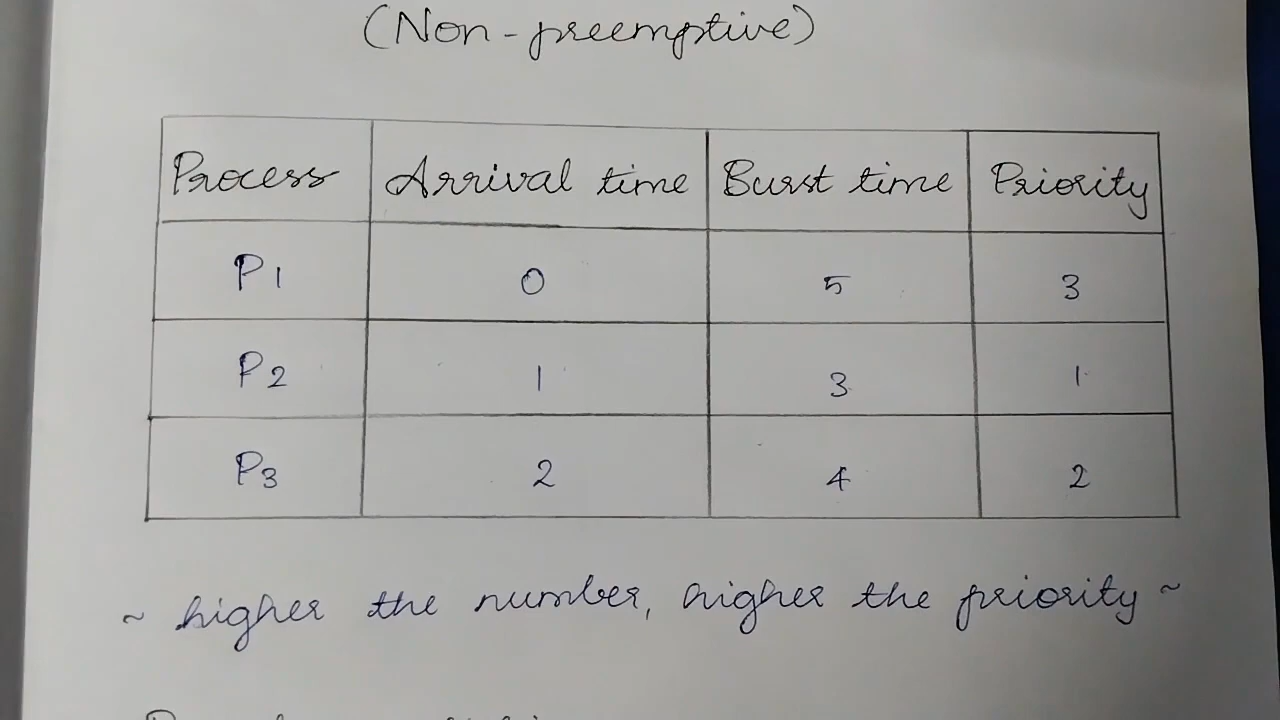 (Non-preemptive)
Process Arrival time Burst time Priority
P1 0 5 3
P2 1 3 1
P3 2 4 2
~ higher the number, higher the priority ~